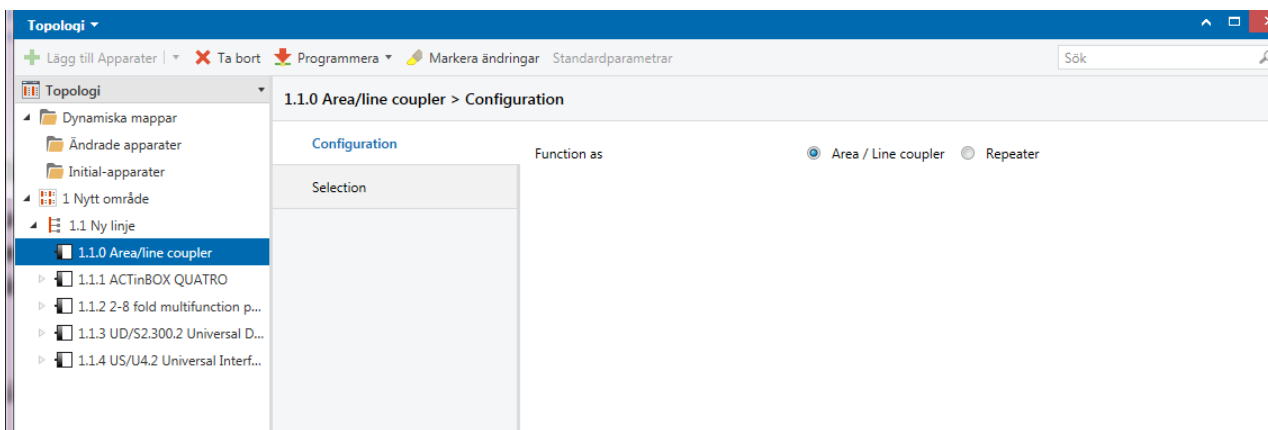 Topologi
Lägg till Apparater Ta bort Programmera Markera ändringar Standardparametrar Sök
Topologi
Dynamiska mappar
Ändrade apparater
Initial-apparater
1 Nytt område
1.1 Ny linje
1.1.0 Area/line coupler
1.1.1 ACTinBOX QUATRO
1.1.2 2-8 fold multifunction p...
1.1.3 UD/S2.300.2 Universal D...
1.1.4 US/U4.2 Universal Interf...
1.1.0 Area/line coupler > Configuration
Configuration
Selection
Function as Area / Line coupler Repeater